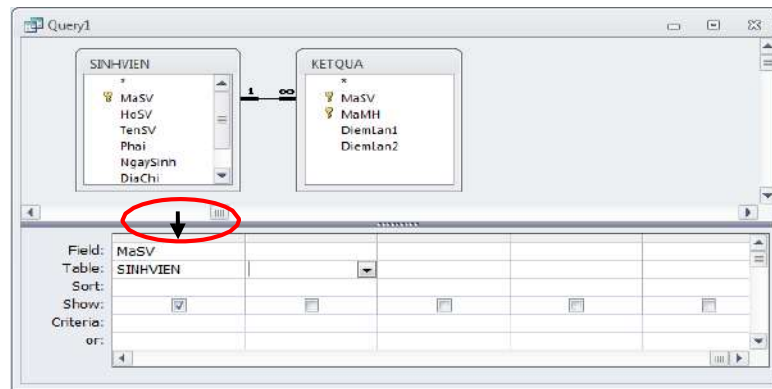 Query1
SINHVIEN
*
MaSV
HoSV
TenSV
Phai
NgaySinh
DiaChi
1 ∞
KETQUA
*
MaSV
MaMH
DiemLan1
DiemLan2
Field: MaSV
Table: SINHVIEN
Sort:
Show:
Criteria:
or: